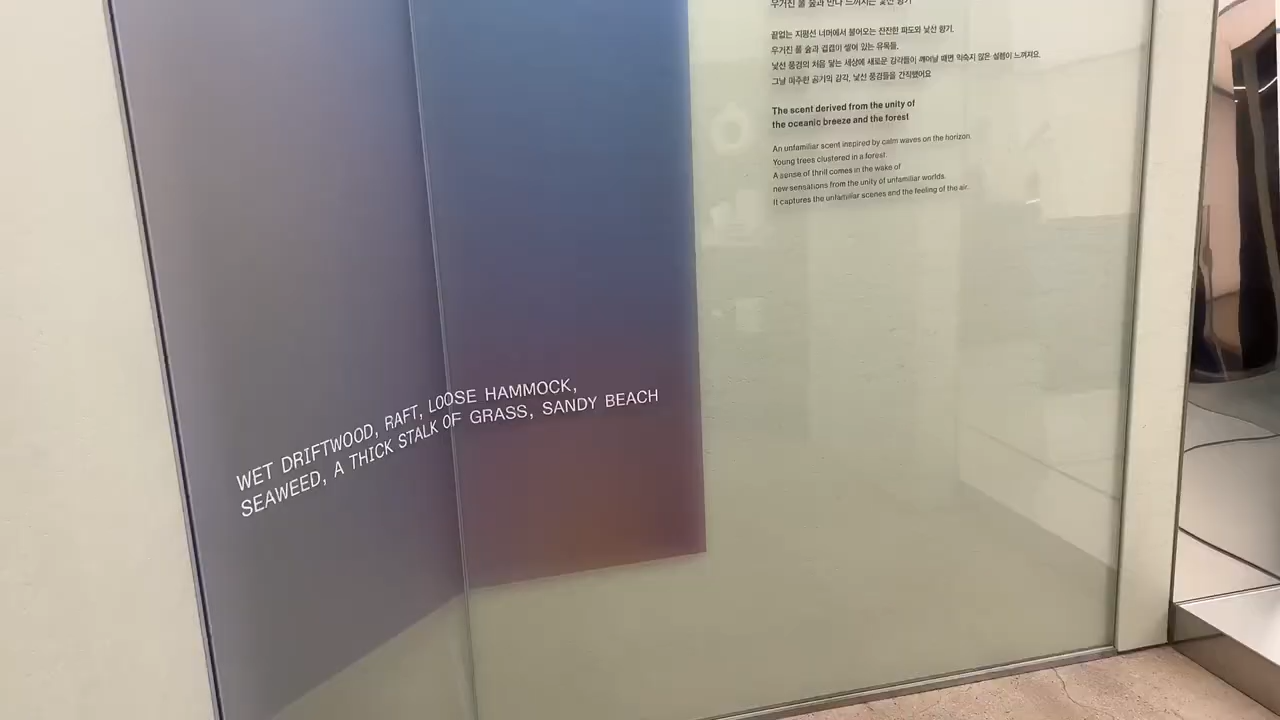 우거진 풀 숲과 만나 느껴지는 낯선 향기
끝없는 지평선 너머에서 불어오는 잔잔한 파도와 낯선 향기.
우거진 풀 숲과 겹겹이 쌓여 있는 유목들.
낯선 풍경의 처음 닿는 세상에 새로운 감각들이 깨어날 때면 익숙지 않은 설렘이 느껴져요.
그날 마주한 공기의 감각, 낯선 풍경들을 간직했어요
The scent derived from the unity of
the oceanic breeze and the forest
An unfamiliar scent inspired by calm waves on the horizon.
Young trees clustered in a forest.
A sense of thrill comes in the wake of
new sensations from the unity of unfamiliar worlds.
It captures the unfamiliar scenes and the feeling of the air.
WET DRIFTWOOD, RAFT, LOOSE HAMMOCK,
SEAWEED, A THICK STALK OF GRASS, SANDY BEACH